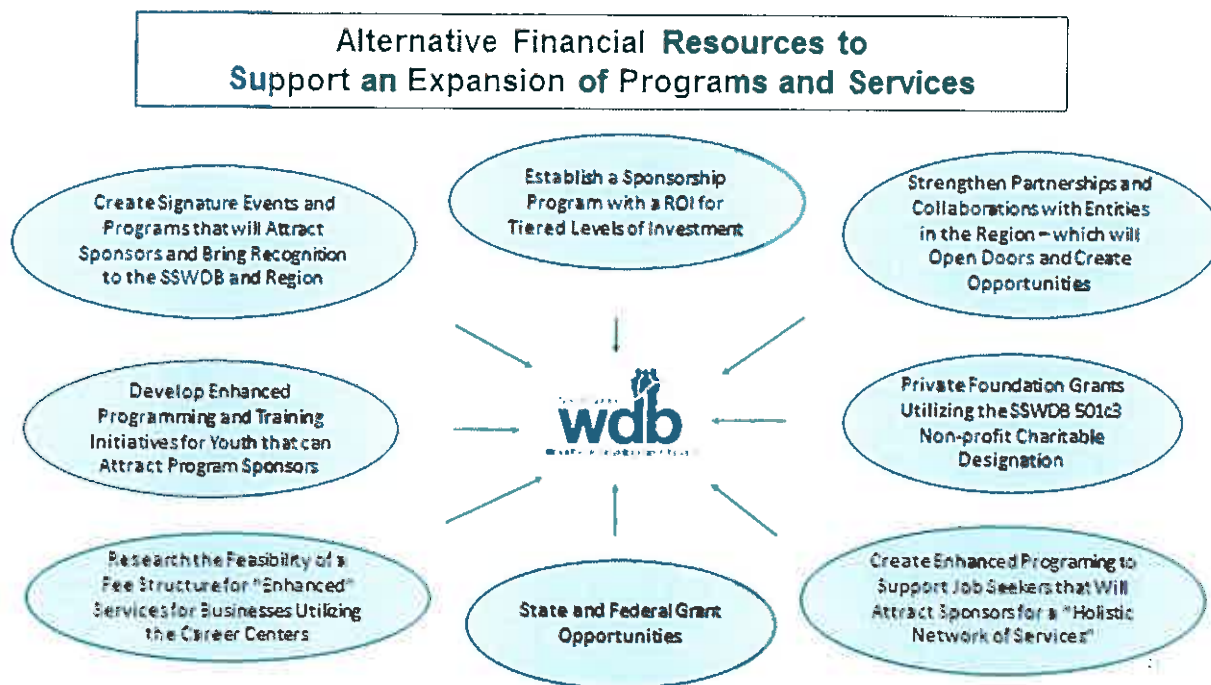 Alternative Financial Resources to
Support an Expansion of Programs and Services
Create Signature Events and
Programs that will Attract
Sponsors and Bring Recognition
to the SSWDB and Region
Establish a Sponsorship
Program with a ROI for
Tiered Levels of Investment
Strengthen Partnerships and
Collaborations with Entities
in the Region – which will
Open Doors and Create
Opportunities
Develop Enhanced
Programming and Training
Initiatives for Youth that can
Attract Program Sponsors
wdb
Private Foundation Grants
Utilizing the SSWDB 501c3
Non-profit Charitable
Designation
Research the Feasibility of a
Fee Structure for "Enhanced"
Services for Businesses Utilizing
the Career Centers
State and Federal Grant
Opportunities
Create Enhanced Programing to
Support Job Seekers that Will
Attract Sponsors for a "Holistic
Network of Services"